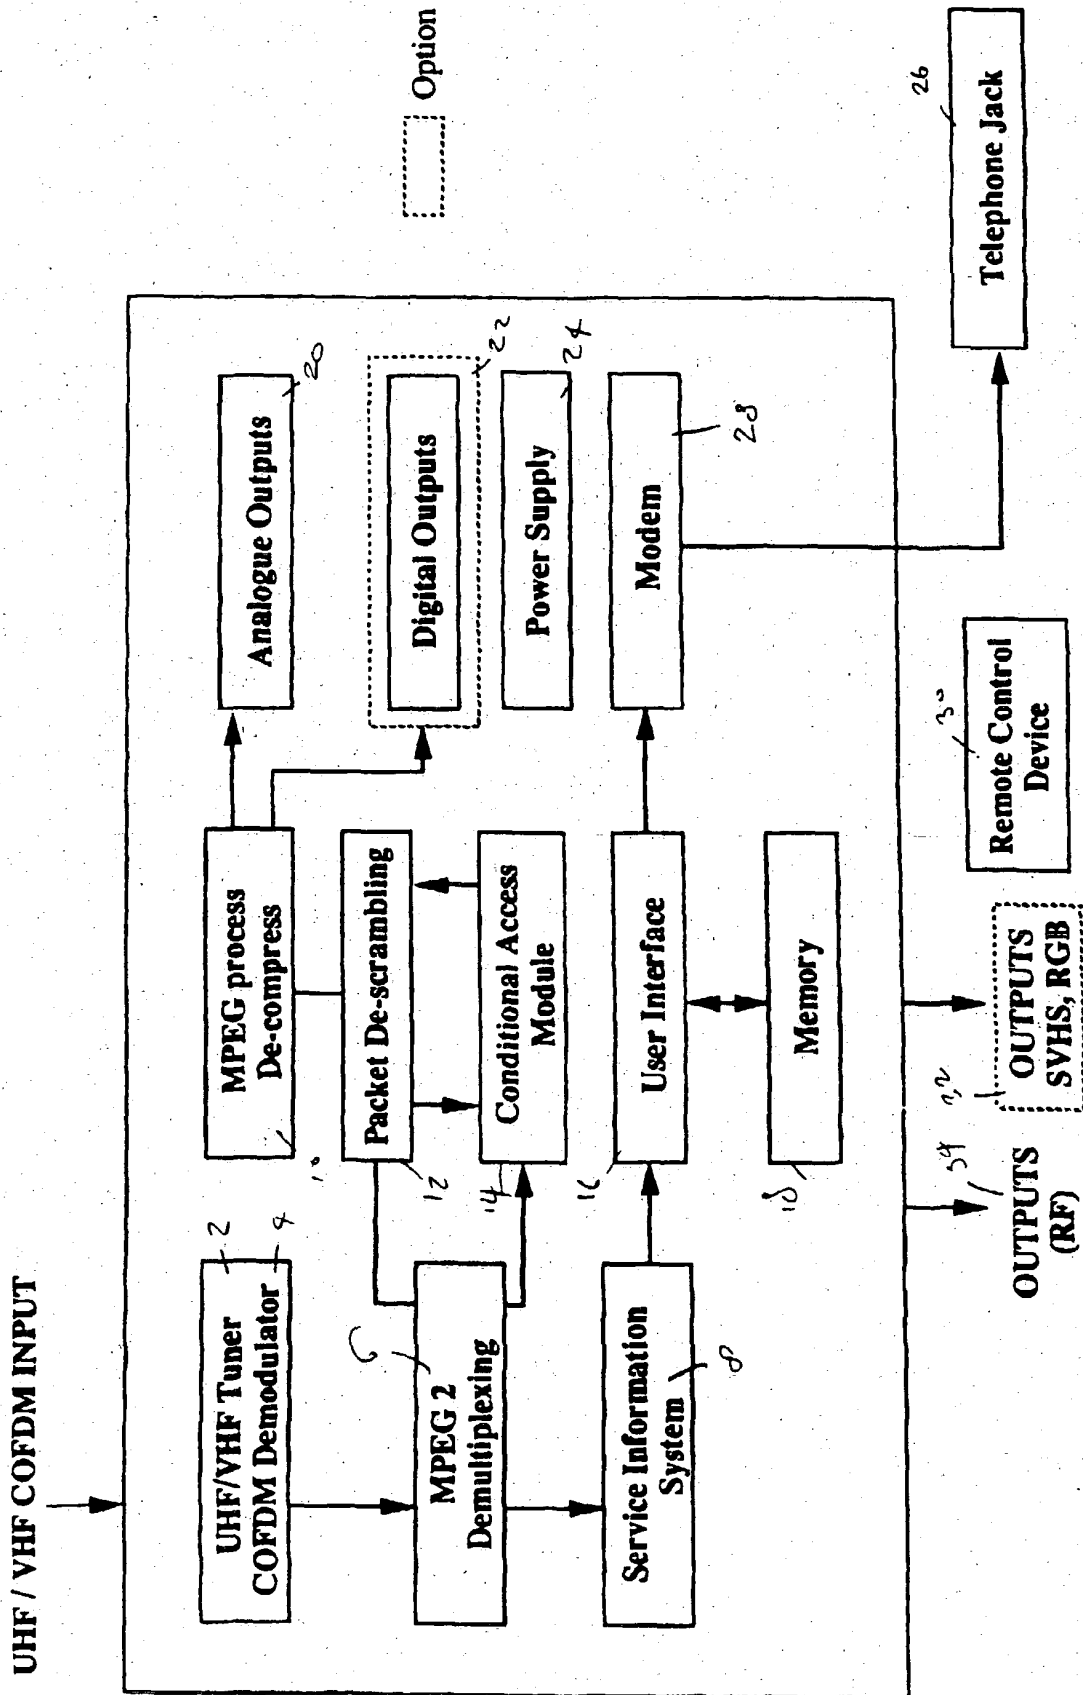 UHF / VHF COFDM INPUT
UHF/VHF Tuner
COFDM Demodulator
2
4
MPEG 2
Demultiplexing
6
Service Information
System
8
MPEG process
De-compress
10
Packet De-scrambling
12
Conditional Access
Module
14
User Interface
16
Memory
18
Analogue Outputs
20
Digital Outputs
22
Power Supply
24
Modem
28
Option
OUTPUTS
(RF)
34
OUTPUTS
SVHS, RGB
32
Remote Control
Device
30
Telephone Jack
26